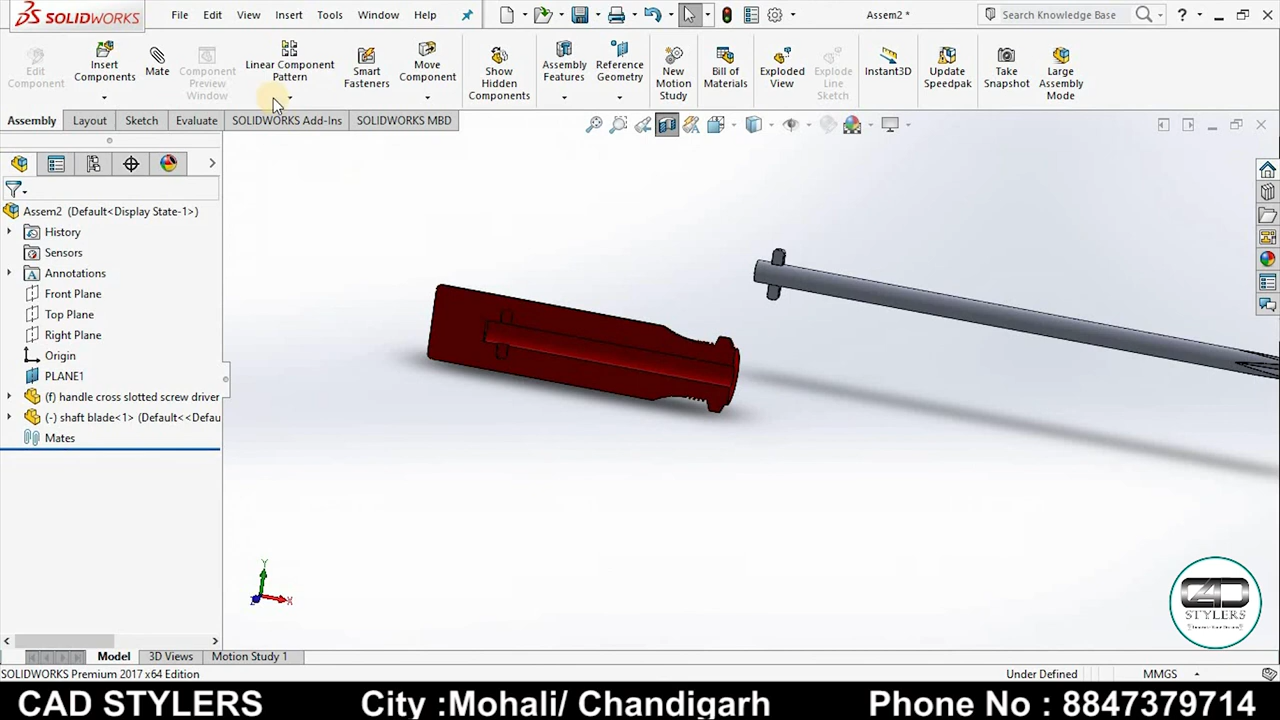 SOLIDWORKS
File
Edit
View
Insert
Tools
Window
Help
Assem2 *
Search Knowledge Base
Edit
Component
Insert
Components
Mate
Component
Preview
Window
Linear Component
Pattern
Smart
Fasteners
Move
Component
Show
Hidden
Components
Assembly
Features
Reference
Geometry
New
Motion
Study
Bill of
Materials
Exploded
View
Explode
Line
Sketch
Instant3D
Update
Speedpak
Take
Snapshot
Large
Assembly
Mode
Assembly
Layout
Sketch
Evaluate
SOLIDWORKS Add-Ins
SOLIDWORKS MBD
Assem2 (Default<Display State-1>)
History
Sensors
Annotations
Front Plane
Top Plane
Right Plane
Origin
PLANE1
(f) handle cross slotted screw driver
(-) shaft blade<1> (Default<<Defau
Mates
Y
X
Z
STYLERS
Model
3D Views
Motion Study 1
SOLIDWORKS Premium 2017 x64 Edition
Under Defined
MMGS
CAD STYLERS
City :Mohali/ Chandigarh
Phone No : 8847379714